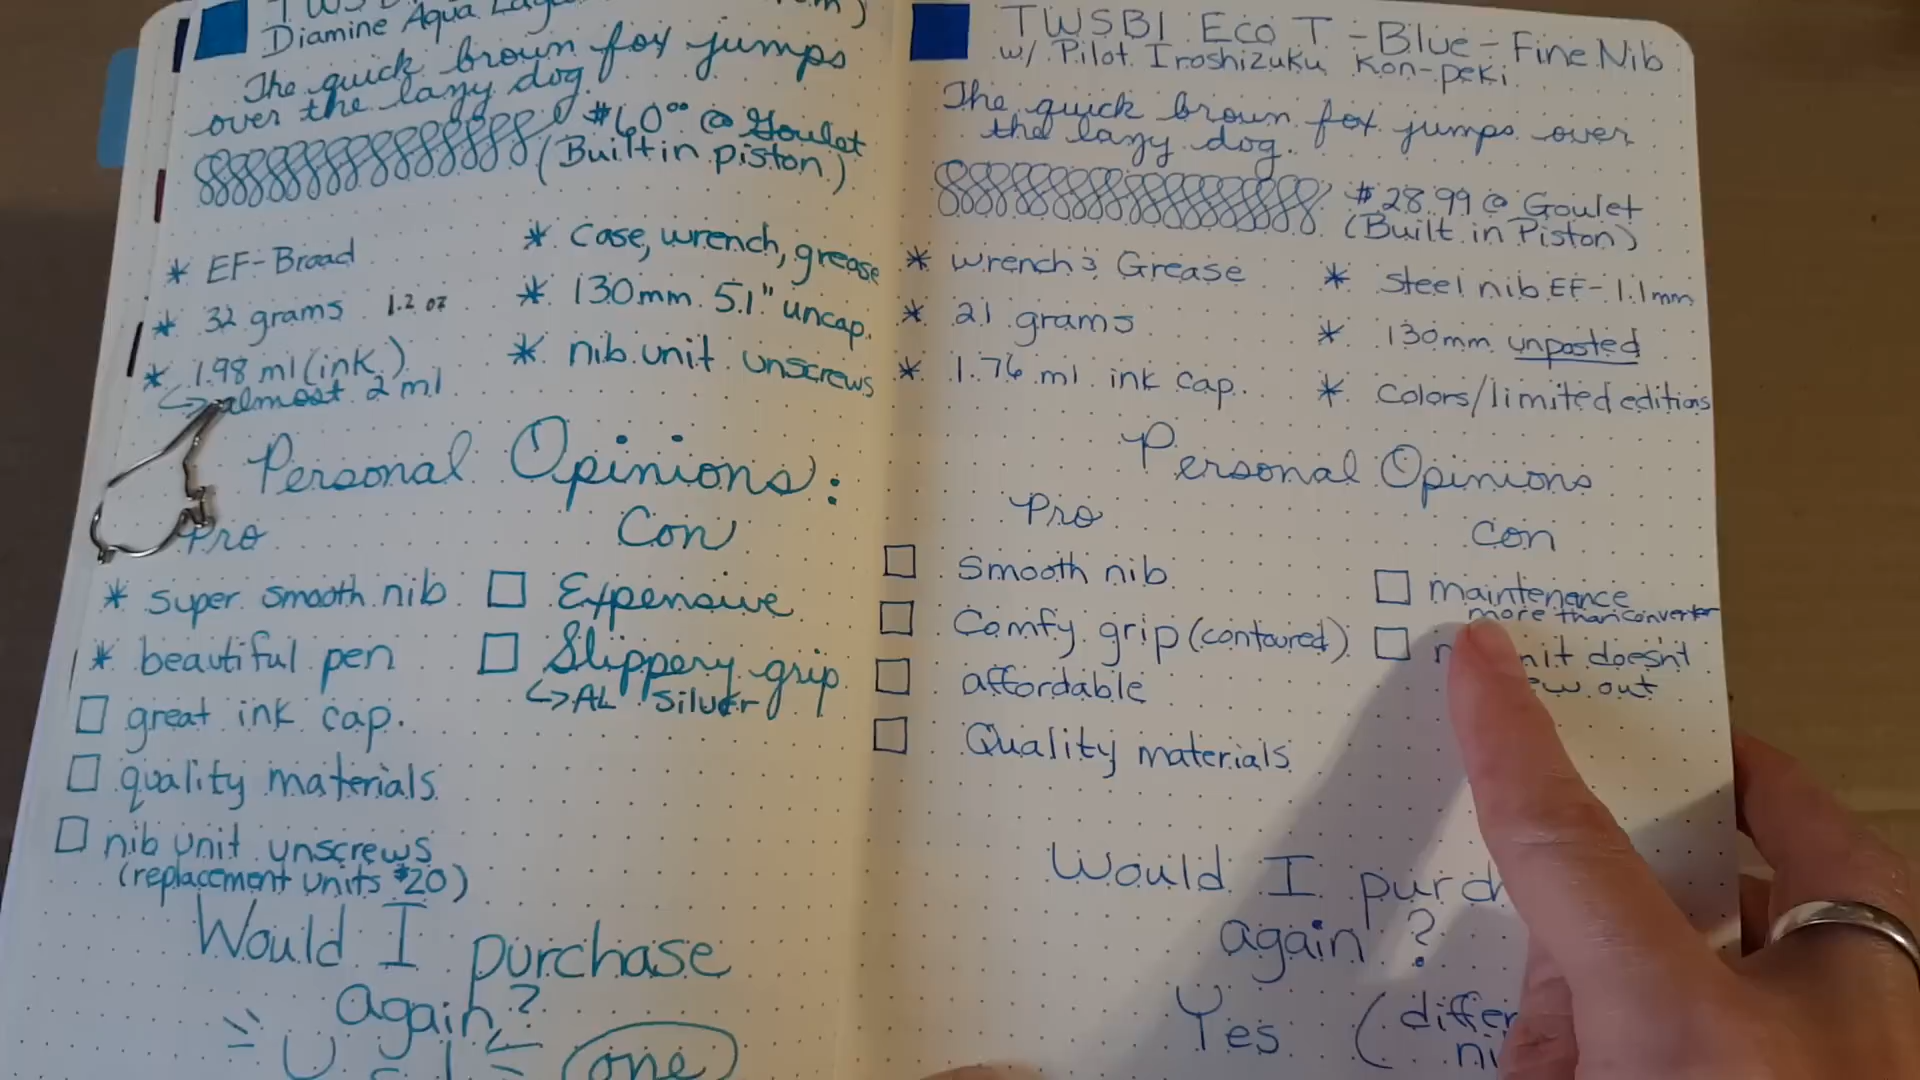 Diamine Aqua
The quick brown fox jumps
over the lazy dog.
$60⁰⁰ @ Goulet
(Built in piston)
* EF-Broad
* 32 grams 1.2 oz
* 1.98 ml (ink)
↳ almost 2 ml
* case, wrench, grease
* 130mm 5.1" uncap.
* nib unit unscrews
Personal Opinions:
Pro
* super smooth nib
* beautiful pen
□ great ink cap.
□ quality materials
□ nib unit unscrews
(replacement units $20)
Con
□ Expensive
□ Slippery grip
↳ AL silver
Would I purchase
again?
one
TWSBI Eco T - Blue - Fine Nib
w/ Pilot Iroshizuku Kon-peki
The quick brown fox jumps over
the lazy dog.
$28.99 @ Goulet
(Built in Piston)
* wrench & Grease
* 21 grams
* 1.76 ml ink cap.
* steel nib EF-1.1mm
* 130mm unposted
* colors/limited editions
Personal Opinions
Pro
□ Smooth nib
□ Comfy grip (contoured)
□ affordable
□ Quality materials
Con
□ maintenence
more than converter
□ doesn't
out
Would I purch
again?
Yes (differ